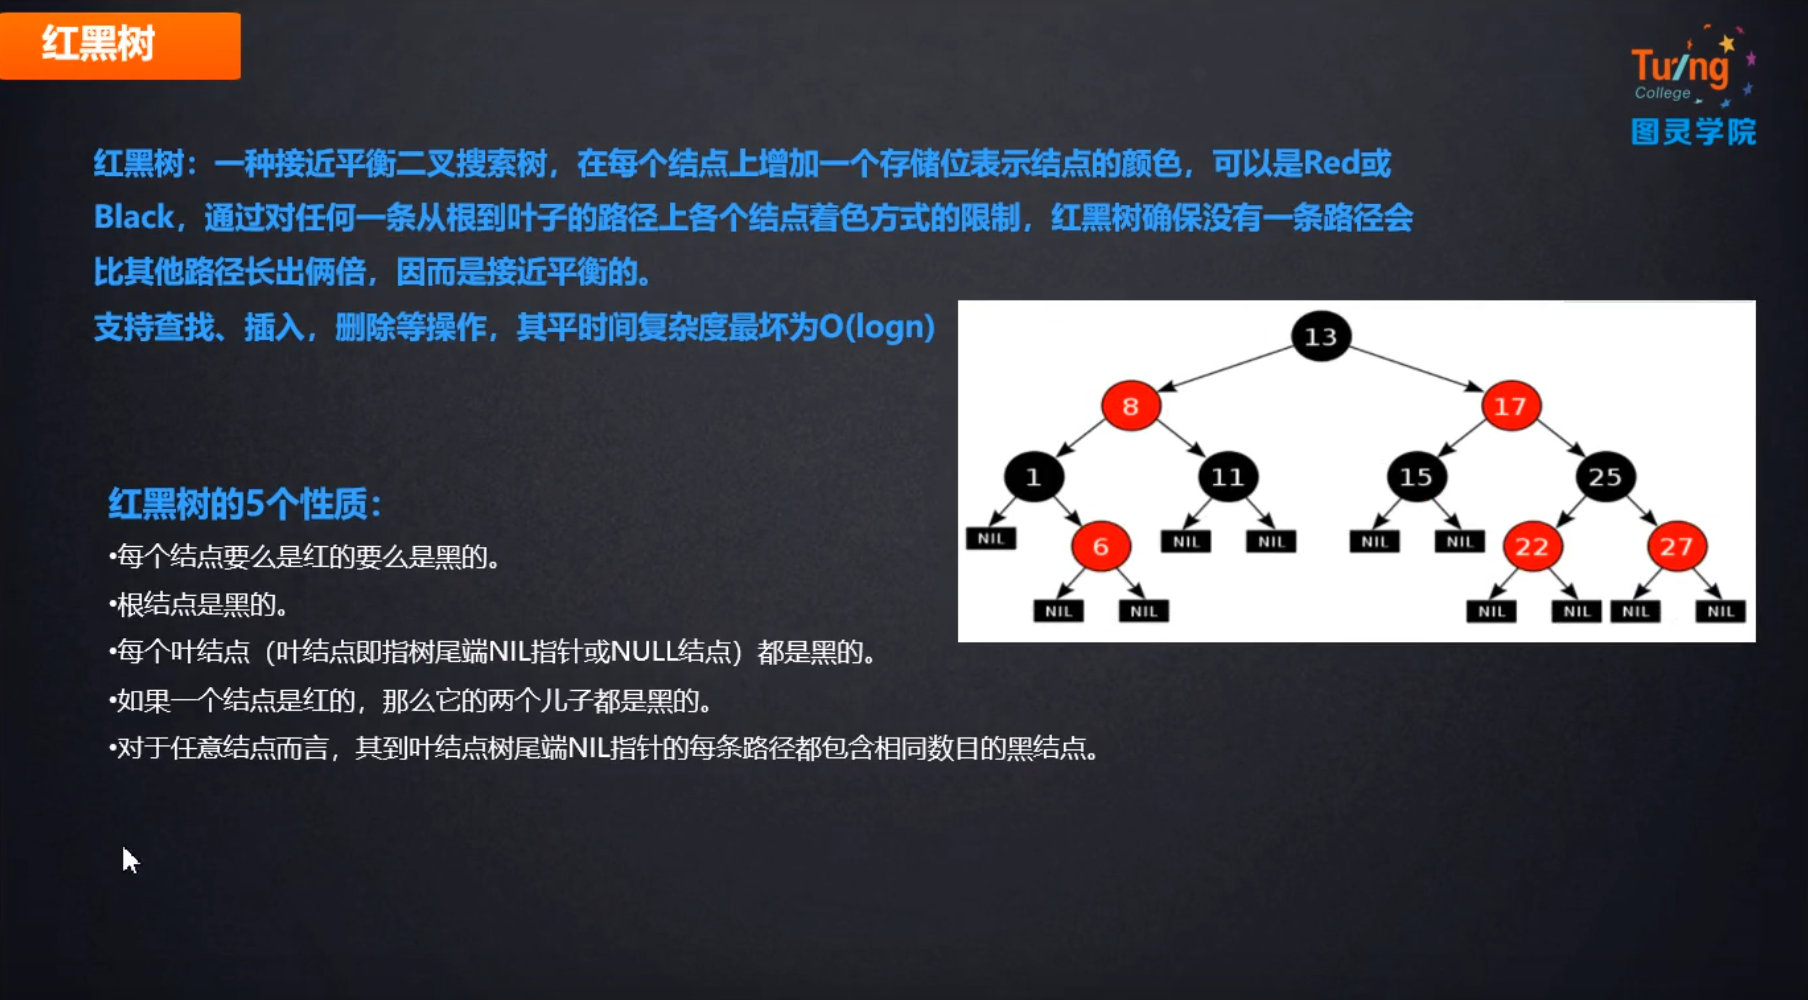 红黑树
Turing
College
图灵学院
红黑树：一种接近平衡二叉搜索树，在每个结点上增加一个存储位表示结点的颜色，可以是Red或
Black，通过对任何一条从根到叶子的路径上各个结点着色方式的限制，红黑树确保没有一条路径会
比其他路径长出俩倍，因而是接近平衡的。
支持查找、插入，删除等操作，其平时间复杂度最坏为O(logn)
13
8 17
1 11 15 25
NIL 6 NIL NIL NIL NIL 22 27
NIL NIL NIL NIL NIL NIL
红黑树的5个性质：
•每个结点要么是红的要么是黑的。
•根结点是黑的。
•每个叶结点（叶结点即指树尾端NIL指针或NULL结点）都是黑的。
•如果一个结点是红的，那么它的两个儿子都是黑的。
•对于任意结点而言，其到叶结点树尾端NIL指针的每条路径都包含相同数目的黑结点。